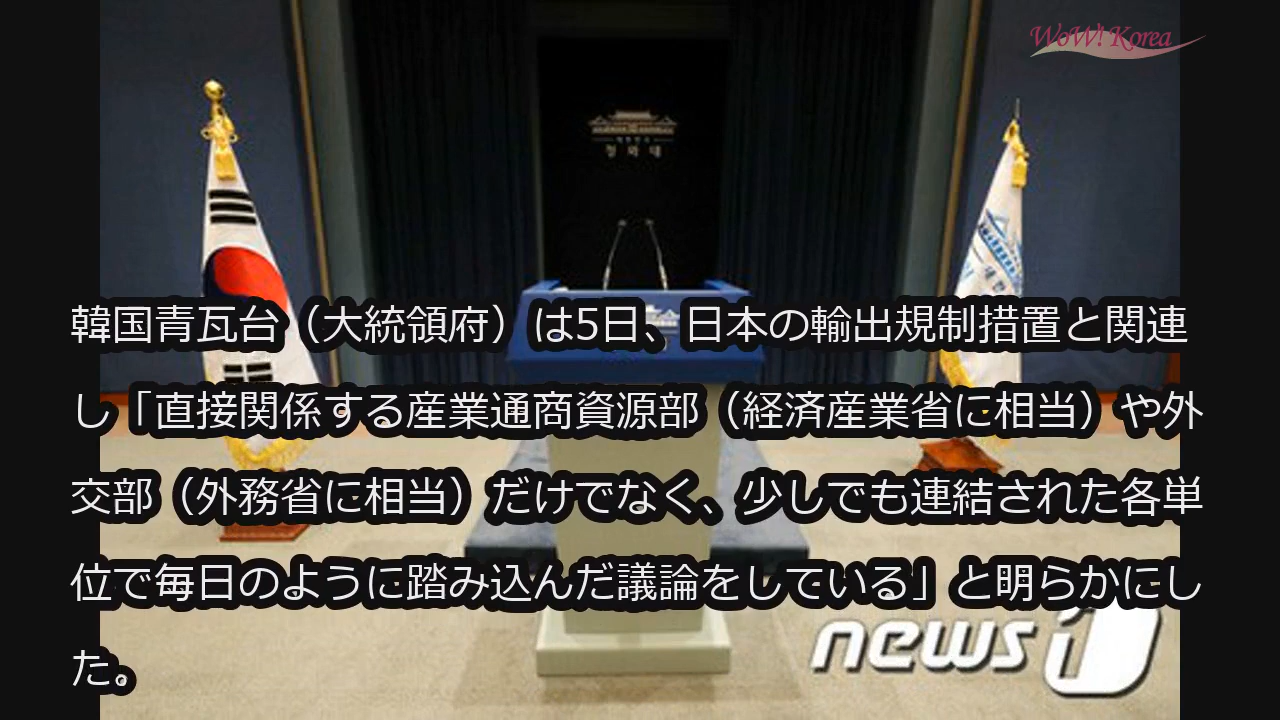 WoW! Korea
청와대
韓国青瓦台（大統領府）は5日、日本の輸出規制措置と関連
し「直接関係する産業通商資源部（経済産業省に相当）や外
交部（外務省に相当）だけでなく、少しでも連結された各単
位で毎日のように踏み込んだ議論をしている」と明らかにし
た。
news1